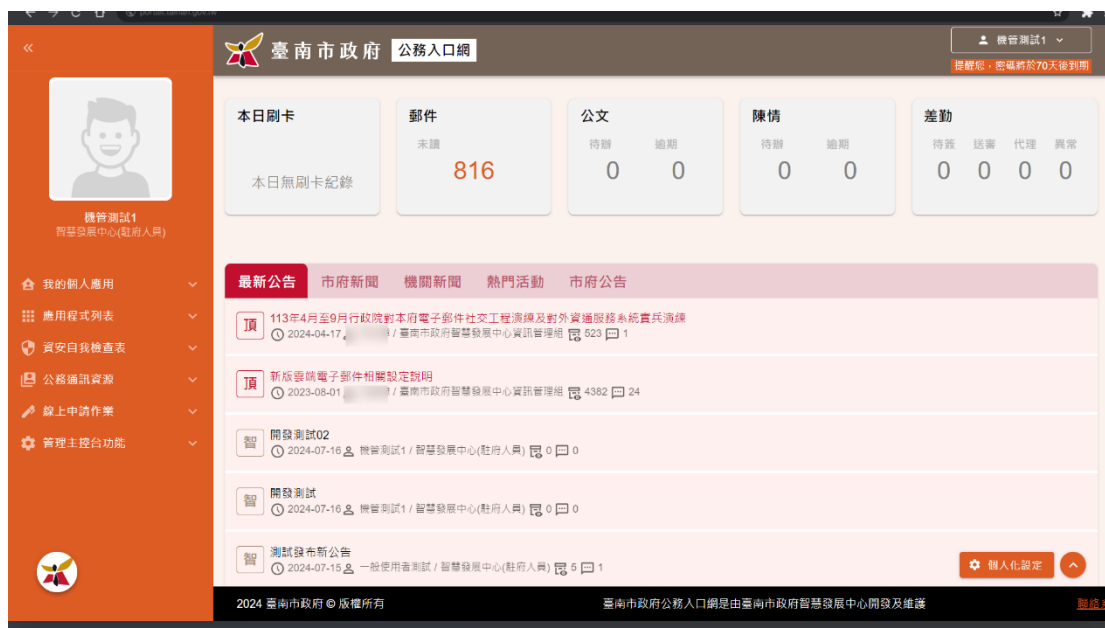 portal.tainan.gov.tw
臺南市政府 公務入口網
機管測試1
提醒您，密碼將於70天後到期
機管測試1
智慧發展中心(駐府人員)
我的個人應用
應用程式列表
資安自我檢查表
公務通訊資源
線上申請作業
管理主控台功能
本日刷卡
本日無刷卡紀錄
郵件
未讀
816
公文
待辦 逾期
0 0
陳情
待辦 逾期
0 0
差勤
待簽 送審 代理 異常
0 0 0 0
最新公告 市府新聞 機關新聞 熱門活動 市府公告
頂 113年4月至9月行政院對本府電子郵件社交工程演練及對外資通服務系統實兵演練
2024-04-17 / 臺南市政府智慧發展中心資訊管理組 523 1
頂 新版雲端電子郵件相關設定說明
2023-08-01 / 臺南市政府智慧發展中心資訊管理組 4382 24
智 開發測試02
2024-07-16 機管測試1 / 智慧發展中心(駐府人員) 0 0
智 開發測試
2024-07-16 機管測試1 / 智慧發展中心(駐府人員) 0 0
智 測試發布新公告
2024-07-15 一般使用者測試 / 智慧發展中心(駐府人員) 5 1
個人化設定
2024 臺南市政府 © 版權所有
臺南市政府公務入口網是由臺南市政府智慧發展中心開發及維護
聯絡